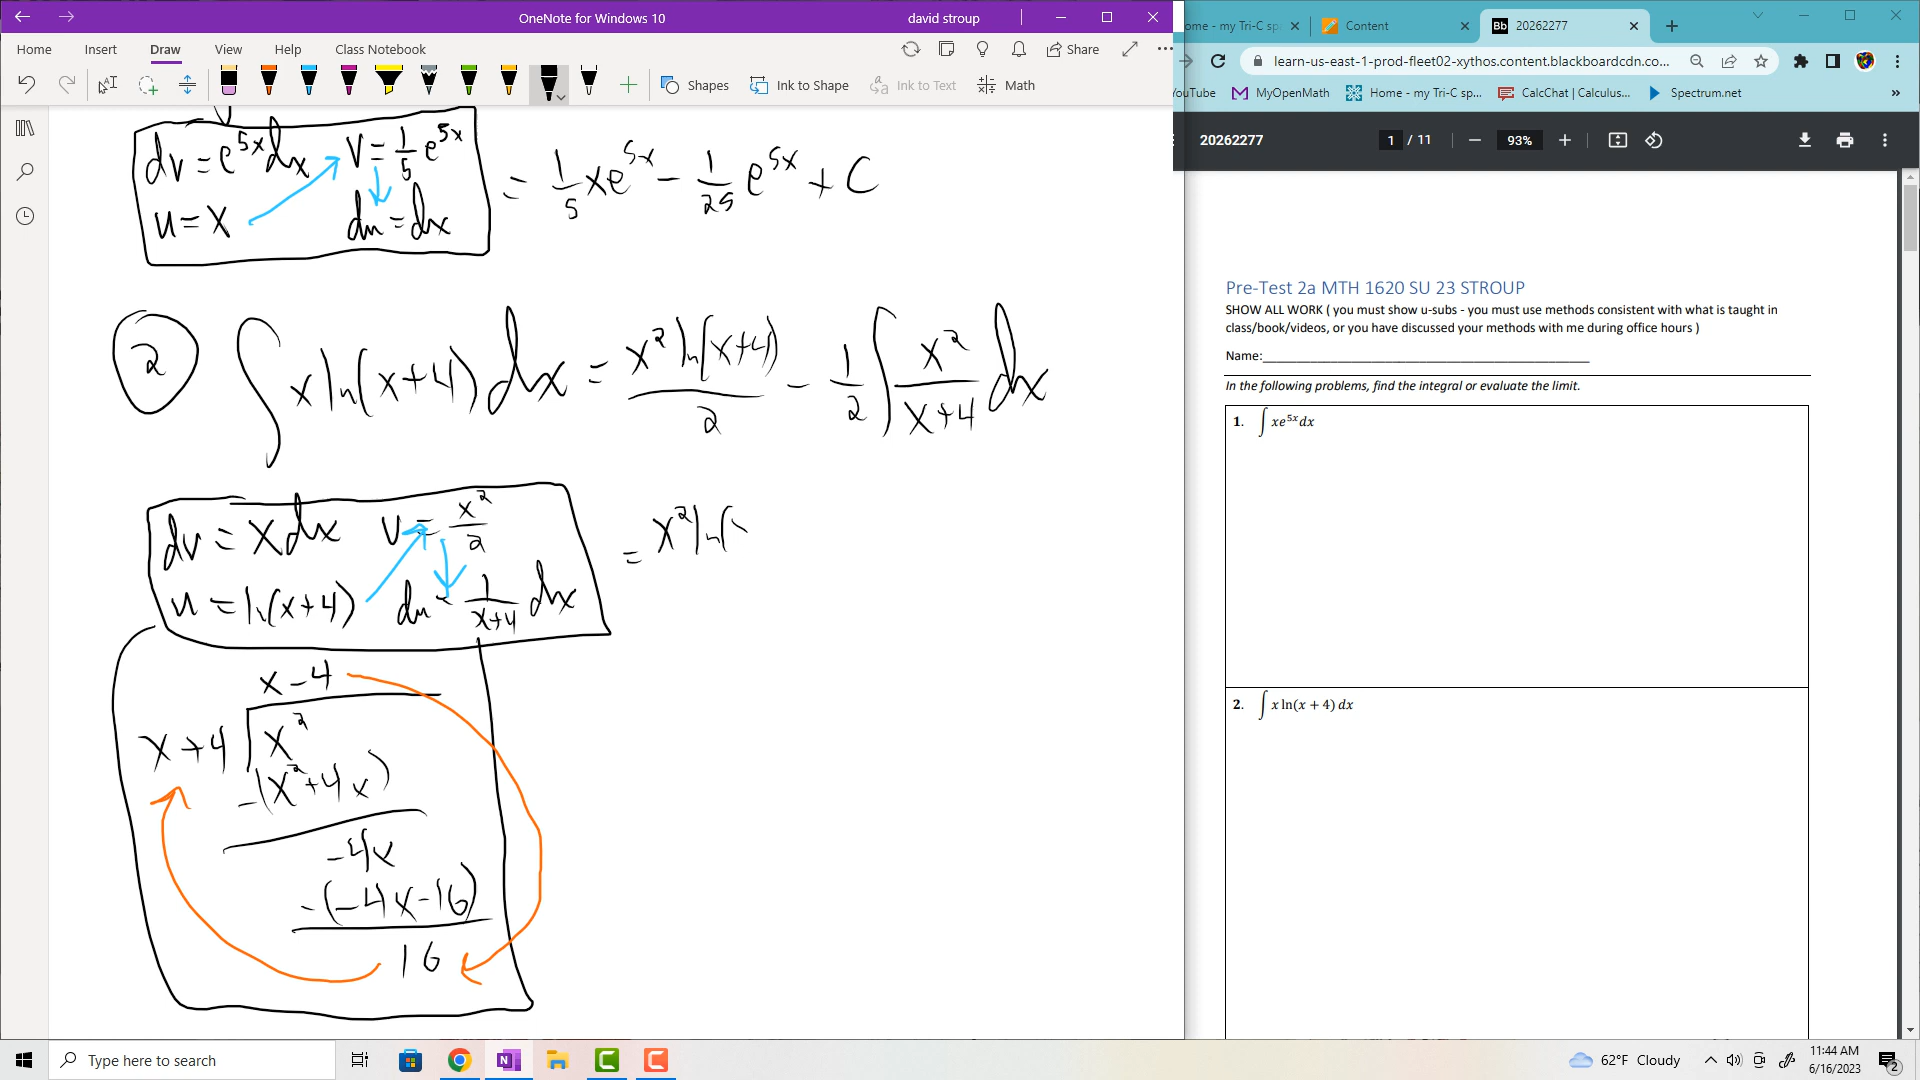 OneNote for Windows 10
david stroup
Home Insert Draw View Help Class Notebook Share
Shapes Ink to Shape Ink to Text Math
dv = e^5x dx v = 1/5 e^5x
u = x du = dx
= 1/5 xe^5x - 1/25 e^5x + C
2 ∫ x ln(x+4) dx = x² ln(x+4)/2 - 1/2 ∫ x²/(x+4) dx
dv = x dx v = x²/2
u = ln(x+4) du = 1/(x+4) dx
= x² ln(
x - 4
x + 4 x²
-(x² + 4x)
-4x
-(-4x - 16)
16
ome - my Tri-C sp Content Bb 20262277
learn-us-east-1-prod-fleet02-xythos.content.blackboardcdn.co...
YouTube MyOpenMath Home - my Tri-C sp... CalcChat | Calculus... Spectrum.net »
20262277 1 / 11 93%
Pre-Test 2a MTH 1620 SU 23 STROUP
SHOW ALL WORK ( you must show u-subs - you must use methods consistent with what is taught in
class/book/videos, or you have discussed your methods with me during office hours )
Name:
In the following problems, find the integral or evaluate the limit.
1. ∫ xe^5x dx
2. ∫ x ln(x + 4) dx
Type here to search
62°F Cloudy
11:44 AM
6/16/2023
2